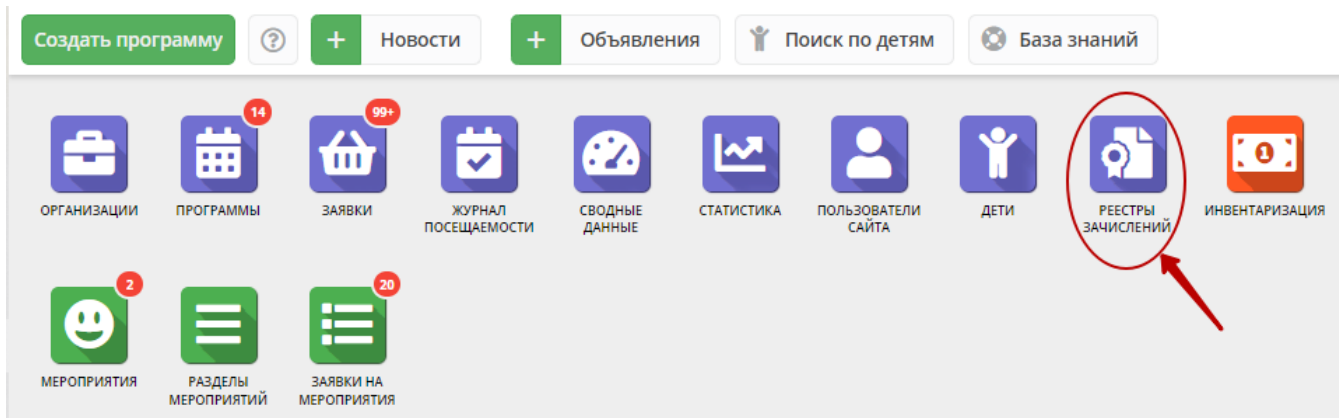 Создать программу ? + Новости + Объявления Поиск по детям База знаний
14 99+
ОРГАНИЗАЦИИ ПРОГРАММЫ ЗАЯВКИ ЖУРНАЛ ПОСЕЩАЕМОСТИ СВОДНЫЕ ДАННЫЕ СТАТИСТИКА ПОЛЬЗОВАТЕЛИ САЙТА ДЕТИ РЕЕСТРЫ ЗАЧИСЛЕНИЙ 1 ИНВЕНТАРИЗАЦИЯ
2 20
МЕРОПРИЯТИЯ РАЗДЕЛЫ МЕРОПРИЯТИЙ ЗАЯВКИ НА МЕРОПРИЯТИЯ